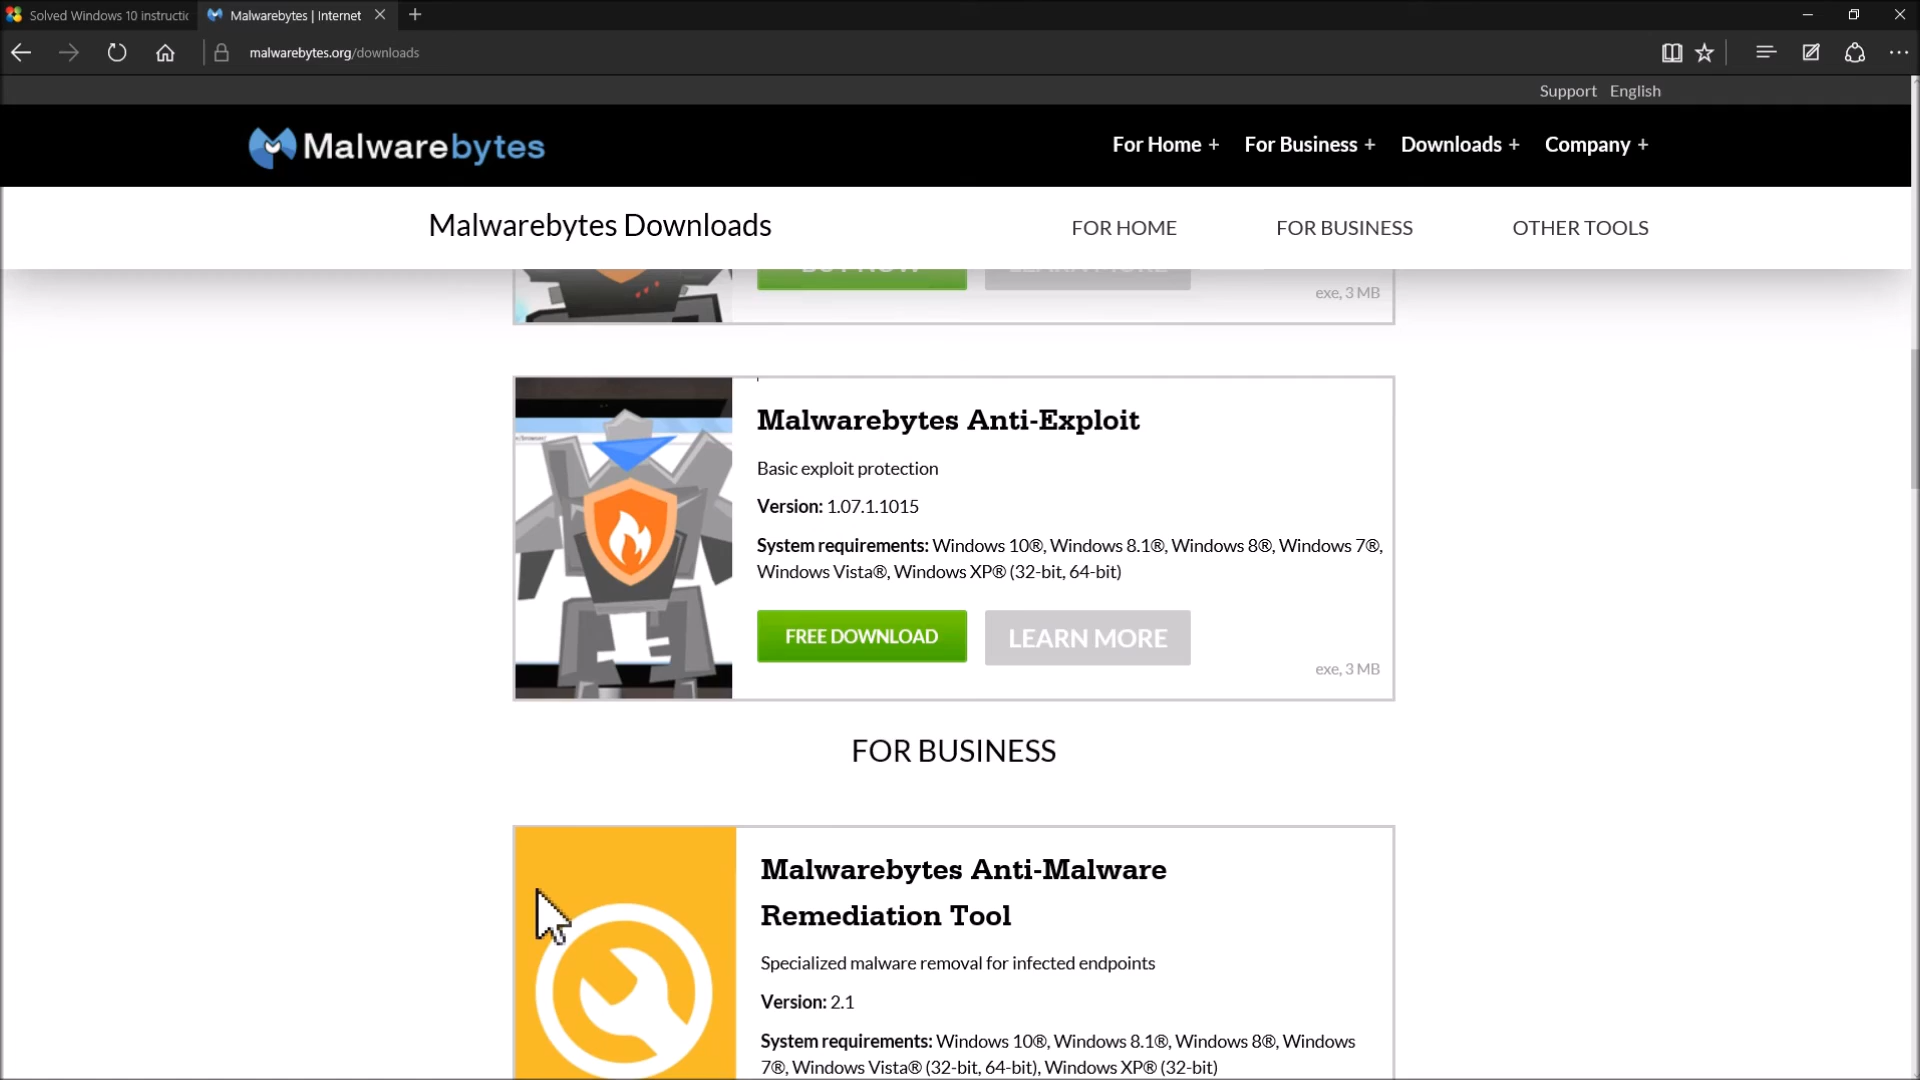 Solved Windows 10 instructic
Malwarebytes | Internet
malwarebytes.org/downloads
Support English
Malwarebytes
For Home + For Business + Downloads + Company +
Malwarebytes Downloads FOR HOME FOR BUSINESS OTHER TOOLS
BUY NOW LEARN MORE
exe, 3 MB
Malwarebytes Anti-Exploit
Basic exploit protection
Version: 1.07.1.1015
System requirements: Windows 10®, Windows 8.1®, Windows 8®, Windows 7®,
Windows Vista®, Windows XP® (32-bit, 64-bit)
FREE DOWNLOAD LEARN MORE
exe, 3 MB
FOR BUSINESS
Malwarebytes Anti-Malware
Remediation Tool
Specialized malware removal for infected endpoints
Version: 2.1
System requirements: Windows 10®, Windows 8.1®, Windows 8®, Windows
7®, Windows Vista® (32-bit, 64-bit), Windows XP® (32-bit)